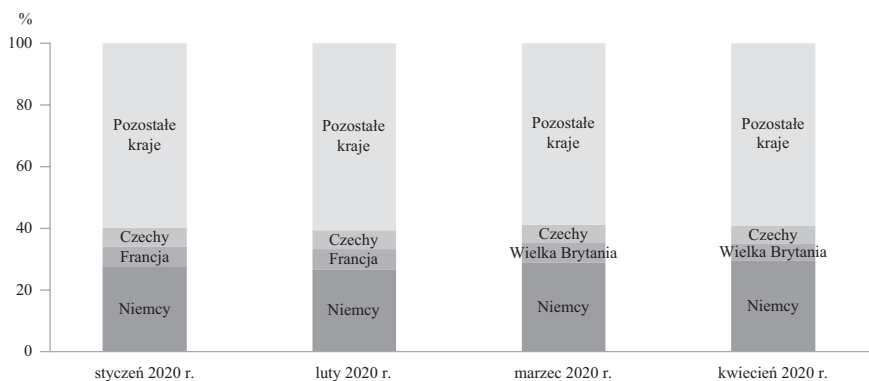 %
100
80
60
40
20
0
Pozostałe
kraje
Czechy
Francja
Niemcy
styczeń 2020 r.
Pozostałe
kraje
Czechy
Francja
Niemcy
luty 2020 r.
Pozostałe
kraje
Czechy
Wielka Brytania
Niemcy
marzec 2020 r.
Pozostałe
kraje
Czechy
Wielka Brytania
Niemcy
kwiecień 2020 r.